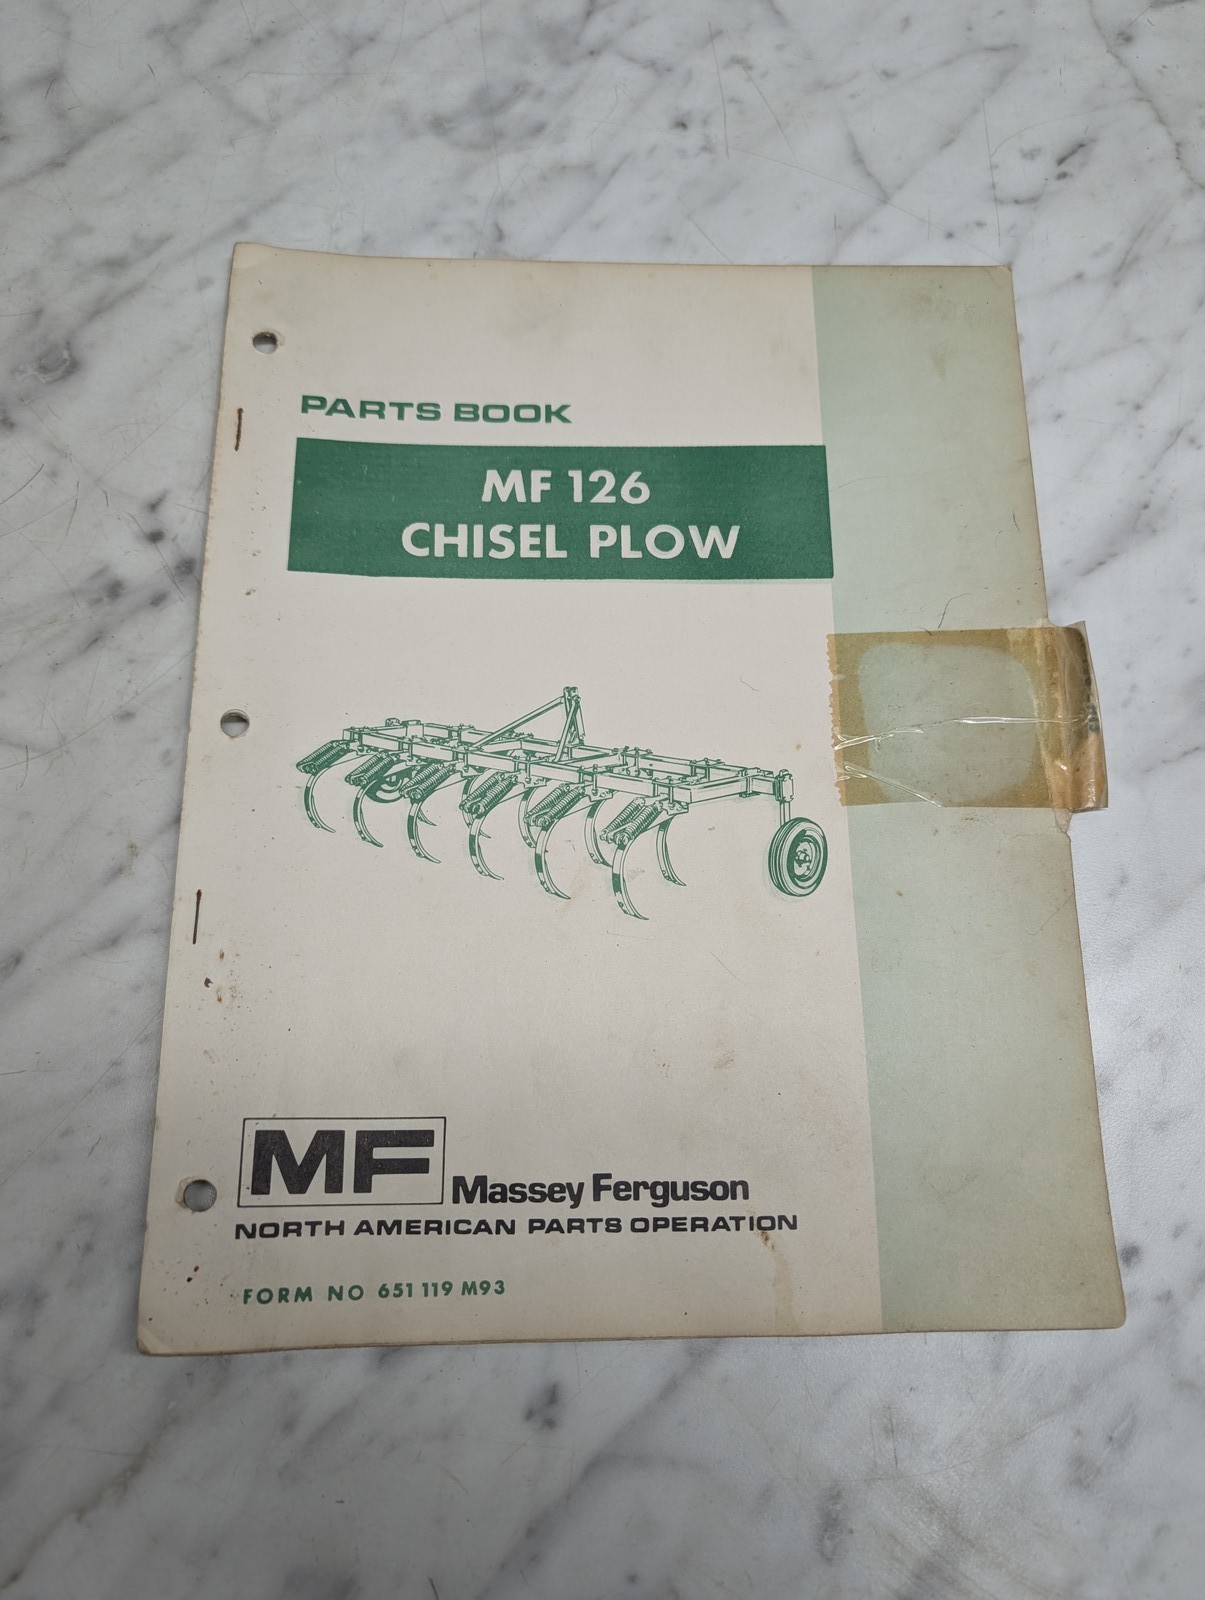 PARTS BOOK
MF 126
CHISEL PLOW
MF Massey Ferguson
NORTH AMERICAN PARTS OPERATION
FORM NO 651 119 M93